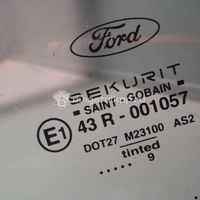 Ford
SEKURIT
SAINT-GOBAIN
E1 43 R - 001057
DOT27 M23100 AS2
tinted
..... 9